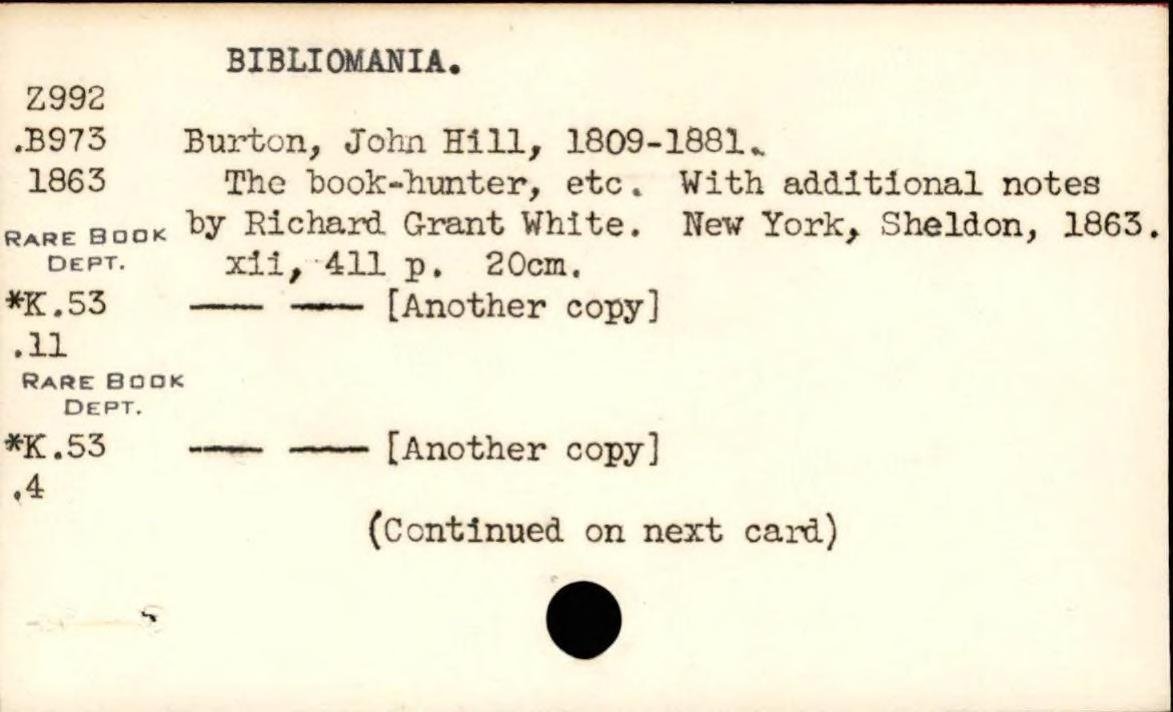 BIBLIOMANIA.
Z992
.B973 Burton, John Hill, 1809-1881.
1863 The book-hunter, etc. With additional notes
by Richard Grant White. New York, Sheldon, 1863.
RARE BOOK
DEPT. xii, 411 p. 20cm.
*K.53 —— —— [Another copy]
.11
RARE BOOK
DEPT.
*K.53 —— —— [Another copy]
.4
(Continued on next card)